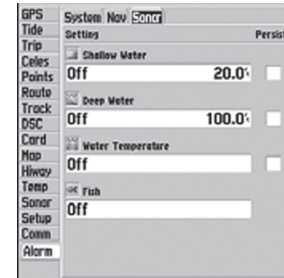 GPS
Tide
Trip
Celes
Points
Route
Track
DSC
Card
Map
Hiway
Temp
Sonar
Setup
Comm
Alarm
System Nav Sonar
Setting Persist
Shallow Water
Off 20.0
Deep Water
Off 100.0
Water Temperature
Off
Fish
Off